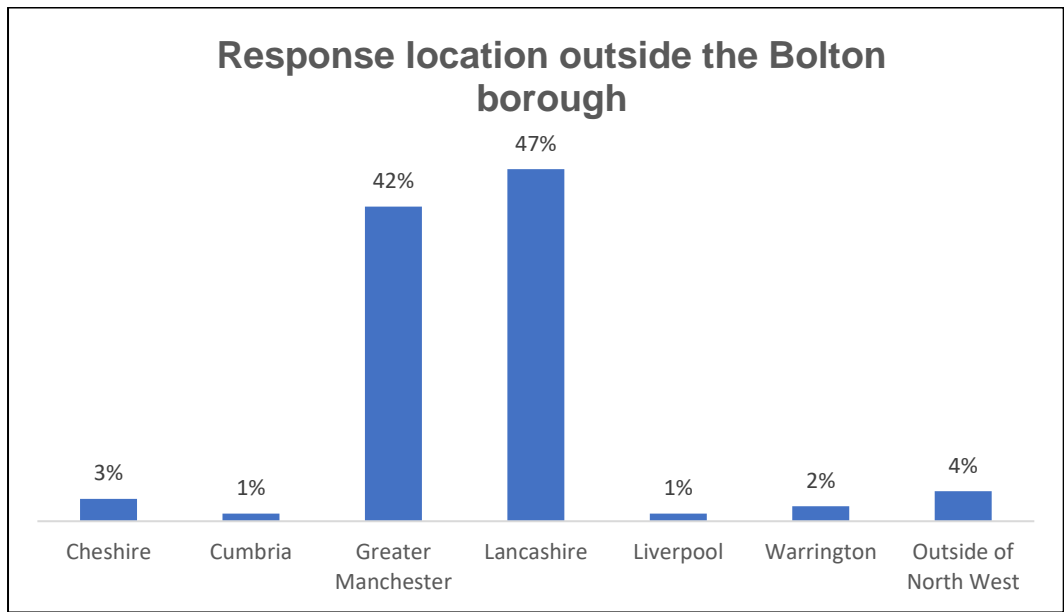 Response location outside the Bolton
borough
47%
42%
3%
1%
1%
2%
4%
Cheshire
Cumbria
Greater
Manchester
Lancashire
Liverpool
Warrington
Outside of
North West